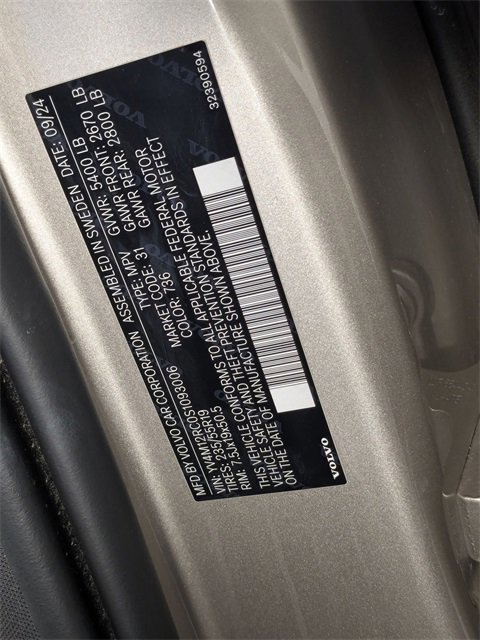 MFD BY VOLVO CAR CORPORATION ASSEMBLED IN SWEDEN DATE: 09/24
VIN: YV4M12RC0S1093006 TYPE: MPV GVWR: 5400 LB
TIRES: 235/55R19 MARKET CODE: 31 GAWR FRONT: 2670 LB
RIM: 7.5Jx19x50.5 COLOR: 736 GAWR REAR: 2800 LB
THIS VEHICLE CONFORMS TO ALL APPLICABLE FEDERAL MOTOR
VEHICLE SAFETY AND THEFT PREVENTION STANDARDS IN EFFECT
ON THE DATE OF MANUFACTURE SHOWN ABOVE.
VOLVO
32390594